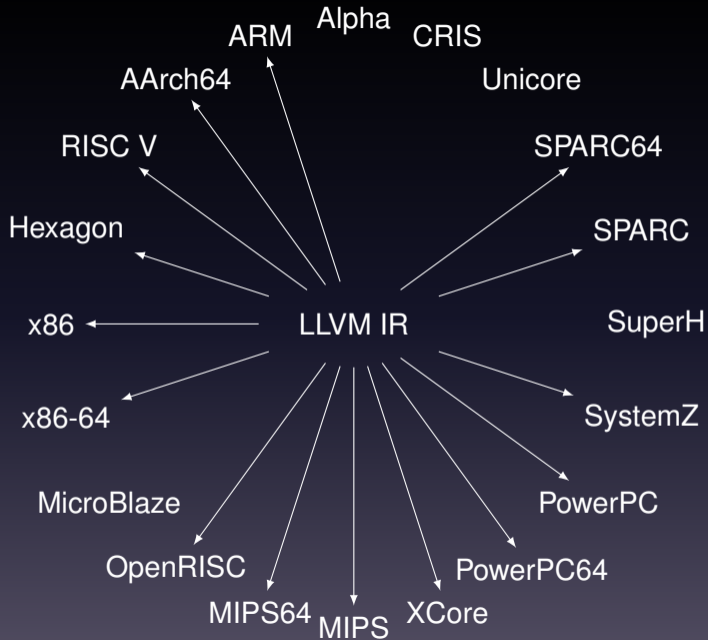 Alpha
ARM
CRIS
AArch64
Unicore
RISC V
SPARC64
Hexagon
SPARC
x86
LLVM IR
SuperH
x86-64
SystemZ
MicroBlaze
PowerPC
OpenRISC
PowerPC64
MIPS64
MIPS
XCore